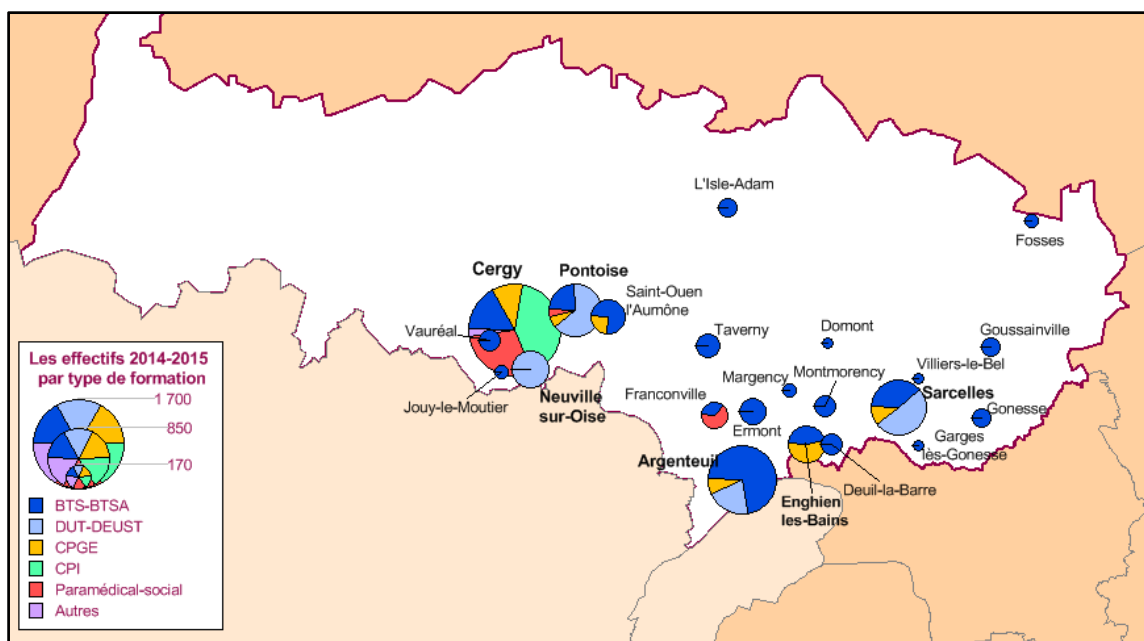 L'Isle-Adam
Fosses
Cergy
Pontoise
Saint-Ouen
l'Aumône
Vauréal
Taverny
Domont
Goussainville
Villiers-le-Bel
Margency
Montmorency
Jouy-le-Moutier
Neuville
sur-Oise
Franconville
Sarcelles
Gonesse
Ermont
Garges
lès-Gonesse
Argenteuil
Enghien
les-Bains
Deuil-la-Barre
Les effectifs 2014-2015
par type de formation
1 700
850
170
BTS-BTSA
DUT-DEUST
CPGE
CPI
Paramédical-social
Autres